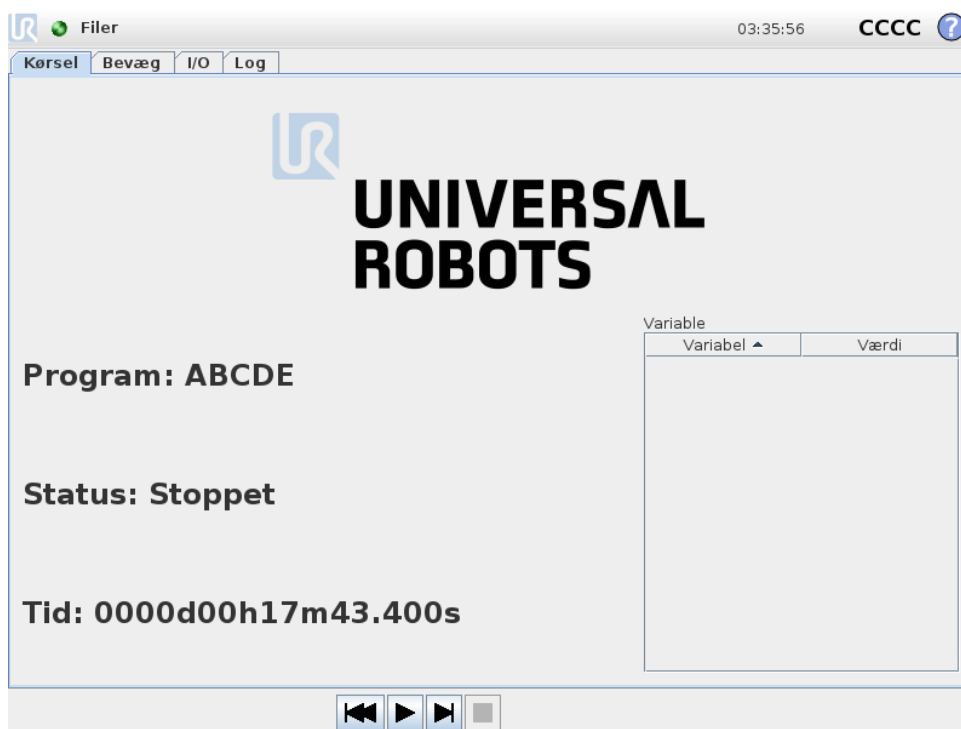 Filer
03:35:56
CCCC
?
Kørsel Bevæg I/O Log
UR
UNIVERSAL
ROBOTS
Variable
Variabel Værdi
Program: ABCDE
Status: Stoppet
Tid: 0000d00h17m43.400s